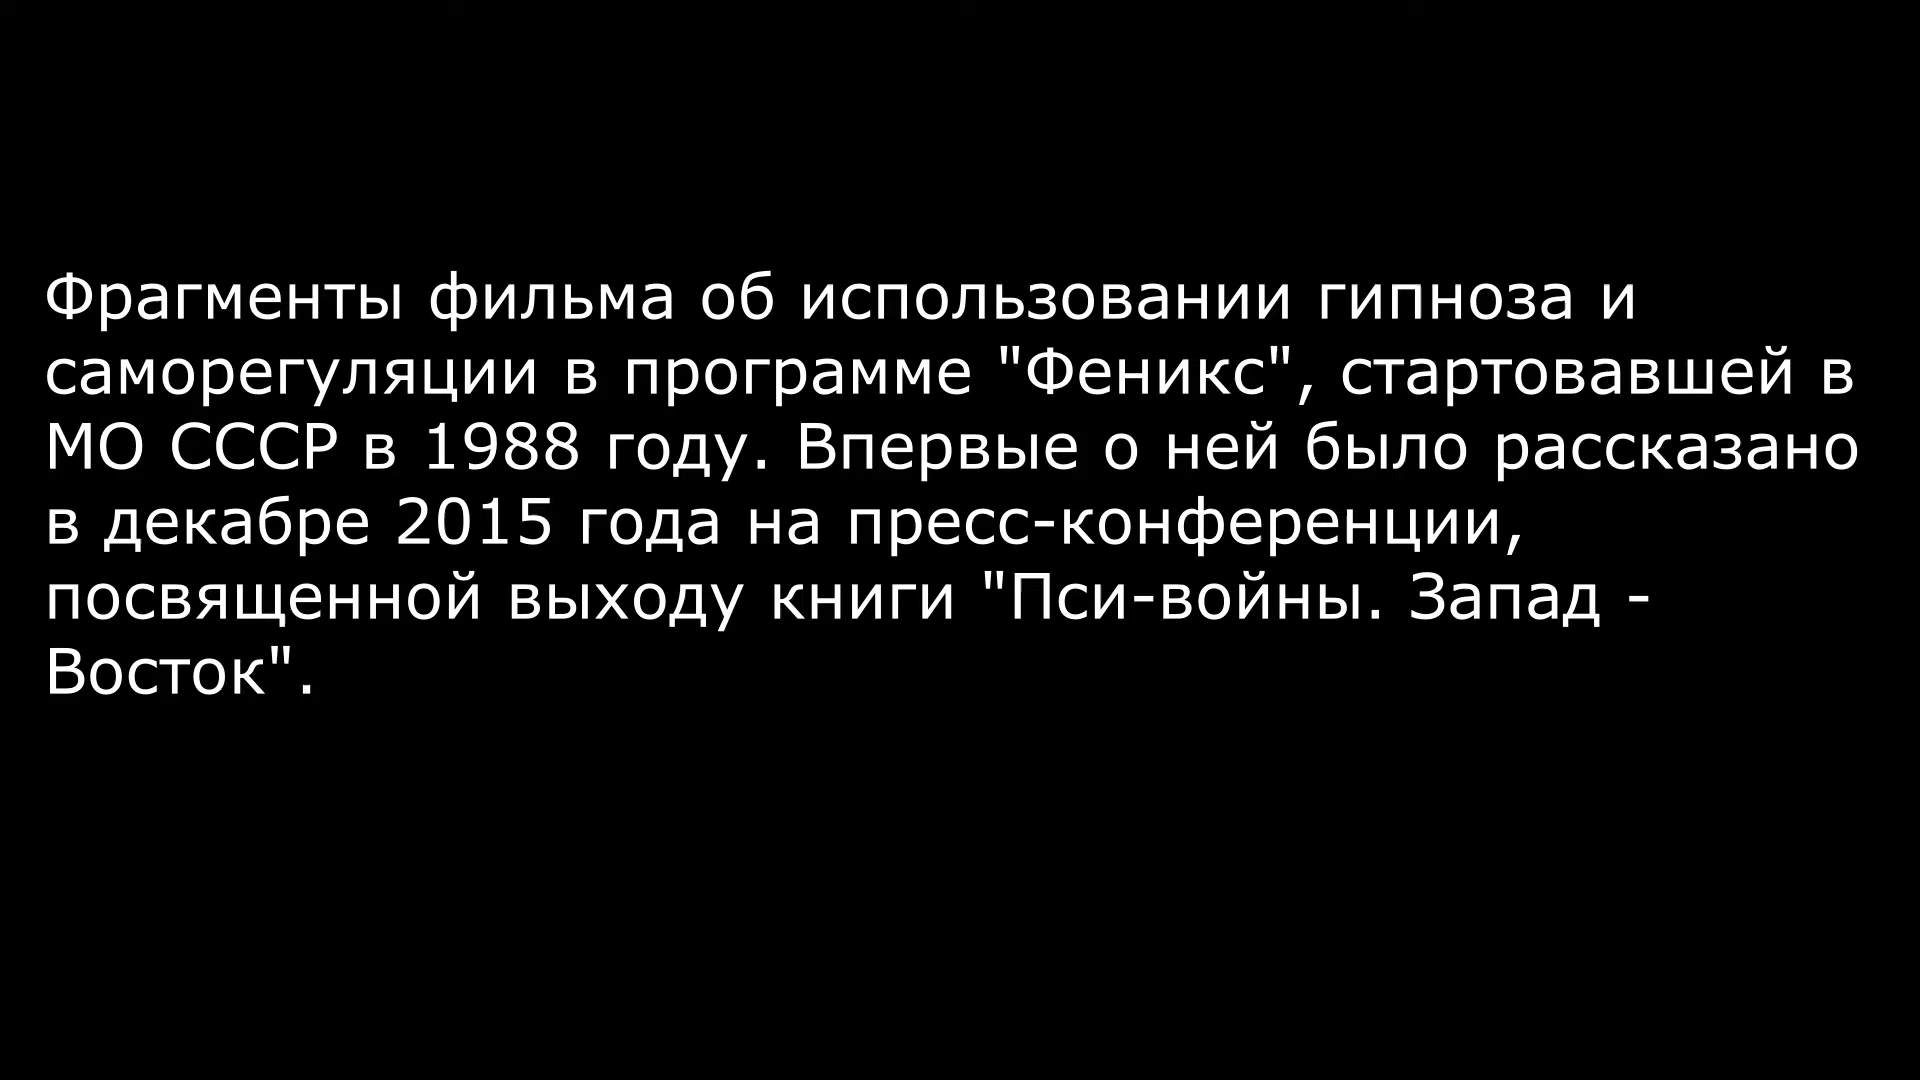 Фрагменты фильма об использовании гипноза и
саморегуляции в программе "Феникс", стартовавшей в
МО СССР в 1988 году. Впервые о ней было рассказано
в декабре 2015 года на пресс-конференции,
посвященной выходу книги "Пси-войны. Запад -
Восток".